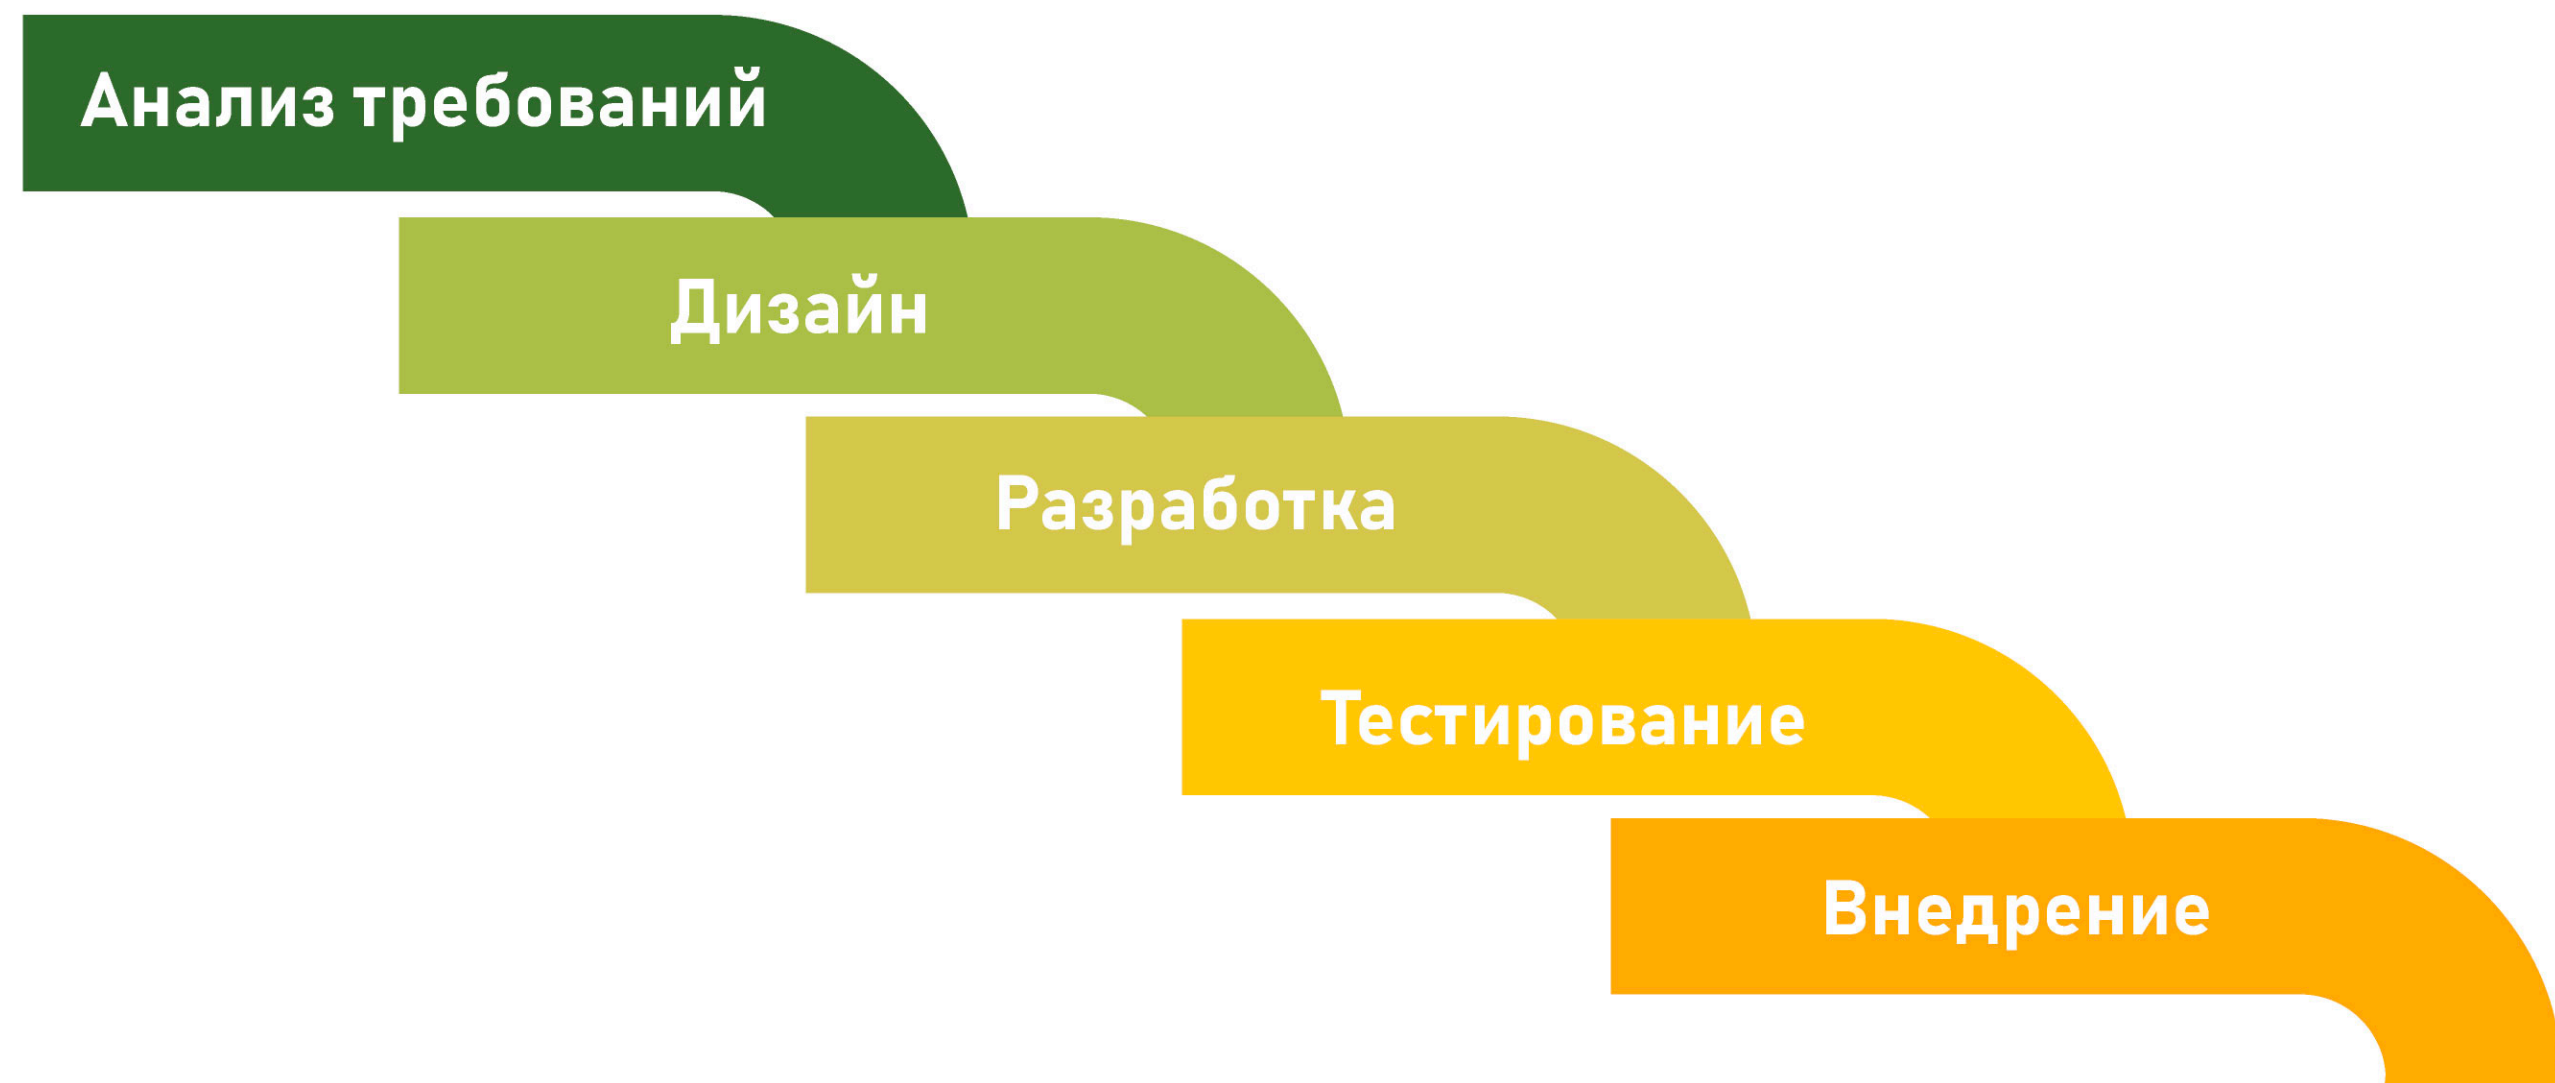 Анализ требований
Дизайн
Разработка
Тестирование
Внедрение